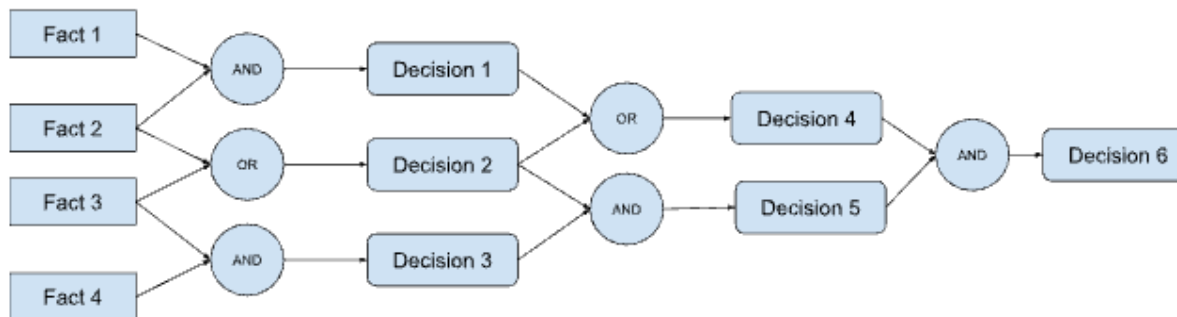 Fact 1
AND
Decision 1
Fact 2
OR
Decision 4
OR
Decision 2
AND
Decision 6
Fact 3
AND
Decision 5
AND
Decision 3
Fact 4